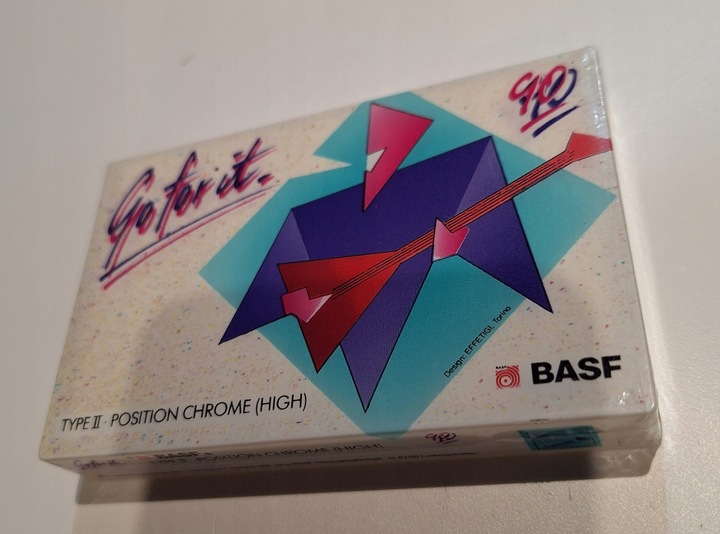 Go for it.
90
Design: EFFETIGI, Torino
BASF
TYPE II · POSITION CHROME (HIGH)
BASF
TYPE II · POSITION CHROME (HIGH)
90